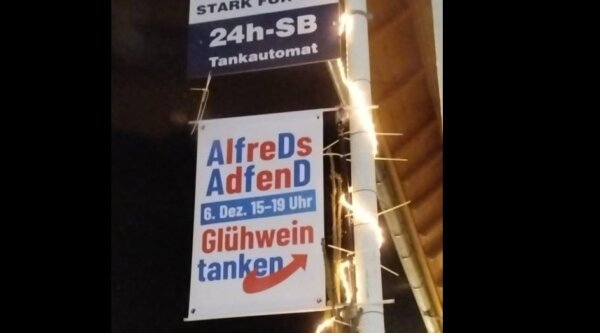 STARK FÜR
24h-SB
Tankautomat
AlfreDs
AdfenD
6. Dez. 15-19 Uhr
Glühwein
tanken